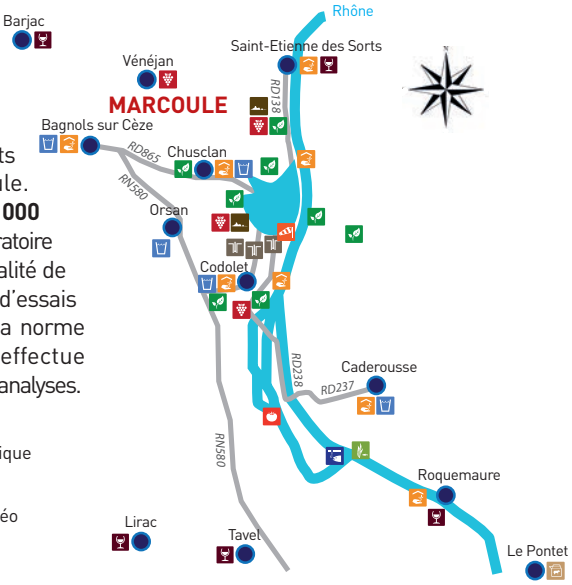 Barjac
Rhône
Saint-Etienne des Sorts
Vénéjan
MARCOULE
RD138
Bagnols sur Cèze
RD865
Chusclan
ts
ule.
000
ratoire
alité de
d'essais
a norme
effectue
analyses.
RN580
Orsan
Codolet
RD238
Caderousse
RD237
ique
RN580
Roquemaure
éo
Lirac
Tavel
Le Pontet